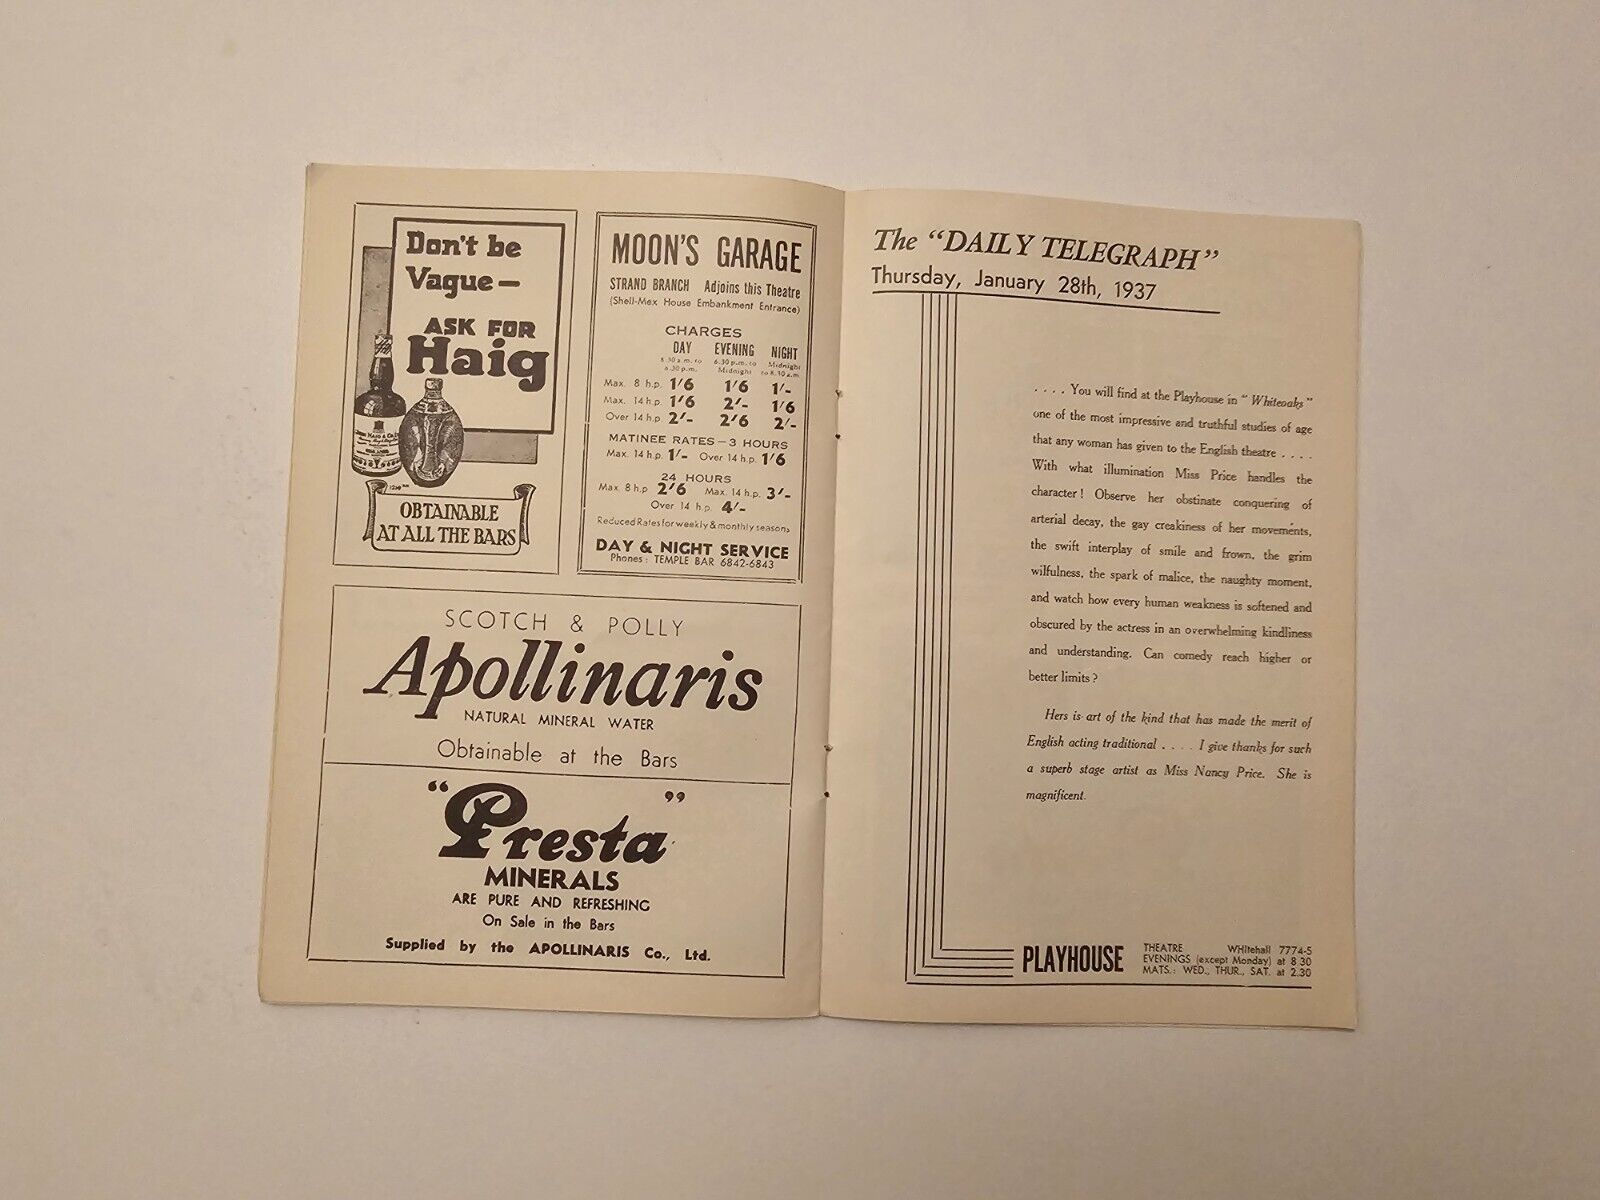 Don't be
Vague—
ASK FOR
Haig
OBTAINABLE
AT ALL THE BARS
MOON'S GARAGE
STRAND BRANCH Adjoins this Theatre
(Shell-Mex House Embankment Entrance)
CHARGES
DAY EVENING NIGHT
8.30 a.m. to 6.30 p.m. to Midnight
6.30 p.m. Midnight to 8.30 a.m.
Max. 8 h.p. 1'6 1'6 1/-
Max. 14 h.p. 1'6 2/- 1'6
Over 14 h.p. 2/- 2'6 2/-
MATINEE RATES — 3 HOURS
Max. 14 h.p. 1/- Over 14 h.p. 1'6
24 HOURS
Max. 8 h.p 2'6 Max. 14 h.p. 3/-
Over 14 h.p. 4/-
Reduced Rates for weekly & monthly seasons
DAY & NIGHT SERVICE
Phones: TEMPLE BAR 6842-6843
SCOTCH & POLLY
Apollinaris
NATURAL MINERAL WATER
Obtainable at the Bars
"Presta"
MINERALS
ARE PURE AND REFRESHING
On Sale in the Bars
Supplied by the APOLLINARIS Co., Ltd.
The "DAILY TELEGRAPH"
Thursday, January 28th, 1937
. . . . You will find at the Playhouse in "Whiteoaks"
one of the most impressive and truthful studies of age
that any woman has given to the English theatre . . . .
With what illumination Miss Price handles the
character! Observe her obstinate conquering of
arterial decay, the gay creakiness of her movements,
the swift interplay of smile and frown, the grim
wilfulness, the spark of malice, the naughty moment,
and watch how every human weakness is softened and
obscured by the actress in an overwhelming kindliness
and understanding. Can comedy reach higher or
better limits?
Hers is art of the kind that has made the merit of
English acting traditional . . . . I give thanks for such
a superb stage artist as Miss Nancy Price. She is
magnificent.
PLAYHOUSE
THEATRE WHitehall 7774-5
EVENINGS (except Monday) at 8.30
MATS.: WED., THUR., SAT. at 2.30